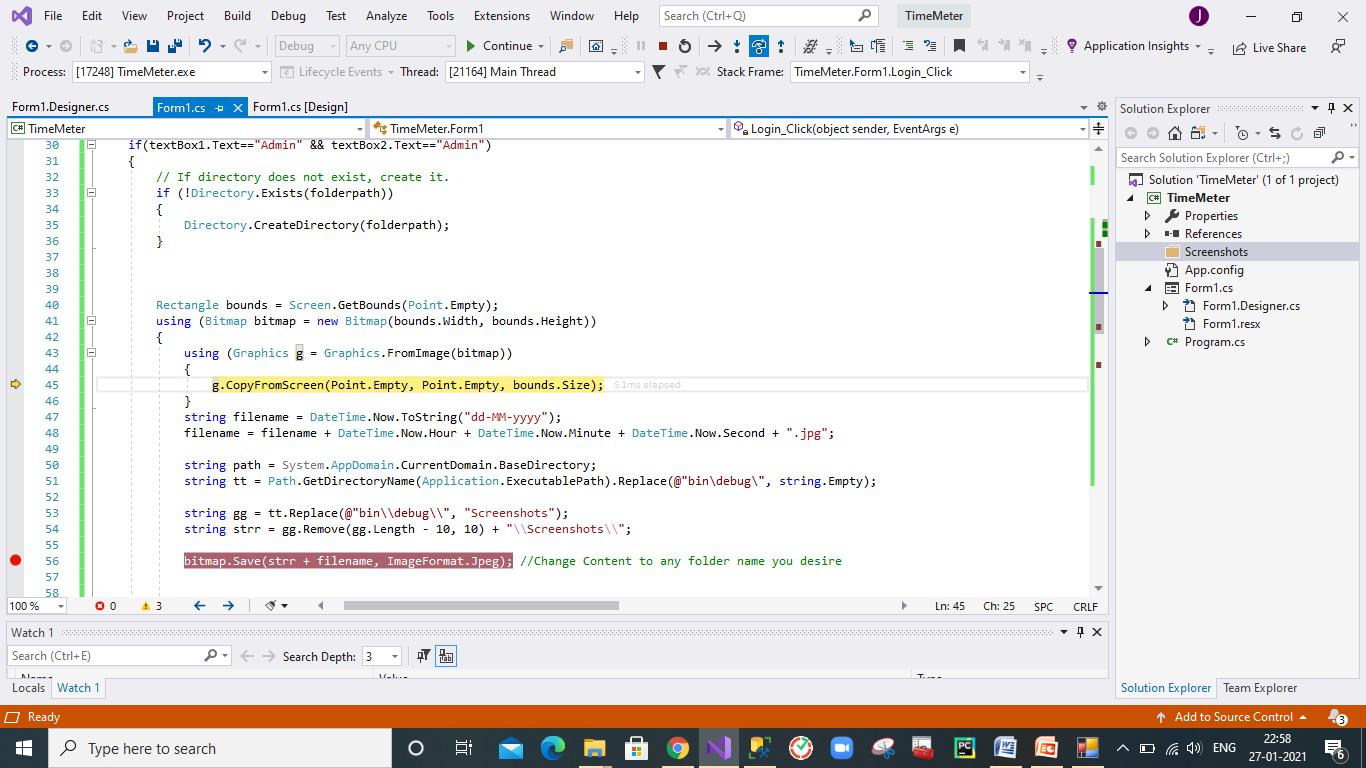 File Edit View Project Build Debug Test Analyze Tools Extensions Window Help Search (Ctrl+Q) TimeMeter J
Debug Any CPU Continue Application Insights Live Share
Process: [17248] TimeMeter.exe Lifecycle Events Thread: [21164] Main Thread Stack Frame: TimeMeter.Form1.Login_Click
Form1.Designer.cs Form1.cs Form1.cs [Design]
C# TimeMeter TimeMeter.Form1 Login_Click(object sender, EventArgs e)
30 if(textBox1.Text=="Admin" && textBox2.Text=="Admin")
31 {
32 // If directory does not exist, create it.
33 if (!Directory.Exists(folderpath))
34 {
35 Directory.CreateDirectory(folderpath);
36 }
37
38
39
40 Rectangle bounds = Screen.GetBounds(Point.Empty);
41 using (Bitmap bitmap = new Bitmap(bounds.Width, bounds.Height))
42 {
43 using (Graphics g = Graphics.FromImage(bitmap))
44 {
45 g.CopyFromScreen(Point.Empty, Point.Empty, bounds.Size); ≤1ms elapsed
46 }
47 string filename = DateTime.Now.ToString("dd-MM-yyyy");
48 filename = filename + DateTime.Now.Hour + DateTime.Now.Minute + DateTime.Now.Second + ".jpg";
49
50 string path = System.AppDomain.CurrentDomain.BaseDirectory;
51 string tt = Path.GetDirectoryName(Application.ExecutablePath).Replace(@"bin\debug\", string.Empty);
52
53 string gg = tt.Replace(@"bin\\debug\\", "Screenshots");
54 string strr = gg.Remove(gg.Length - 10, 10) + "\\Screenshots\\";
55
56 bitmap.Save(strr + filename, ImageFormat.Jpeg); //Change Content to any folder name you desire
57
58
100 % 0 3 Ln: 45 Ch: 25 SPC CRLF
Watch 1
Search (Ctrl+E) Search Depth: 3
Name Value Type
Locals Watch 1
Solution Explorer
Search Solution Explorer (Ctrl+;)
Solution 'TimeMeter' (1 of 1 project)
C# TimeMeter
Properties
References
Screenshots
App.config
Form1.cs
Form1.Designer.cs
Form1.resx
C# Program.cs
Solution Explorer Team Explorer
Ready Add to Source Control 3
Type here to search PC ENG 22:58
27-01-2021 6